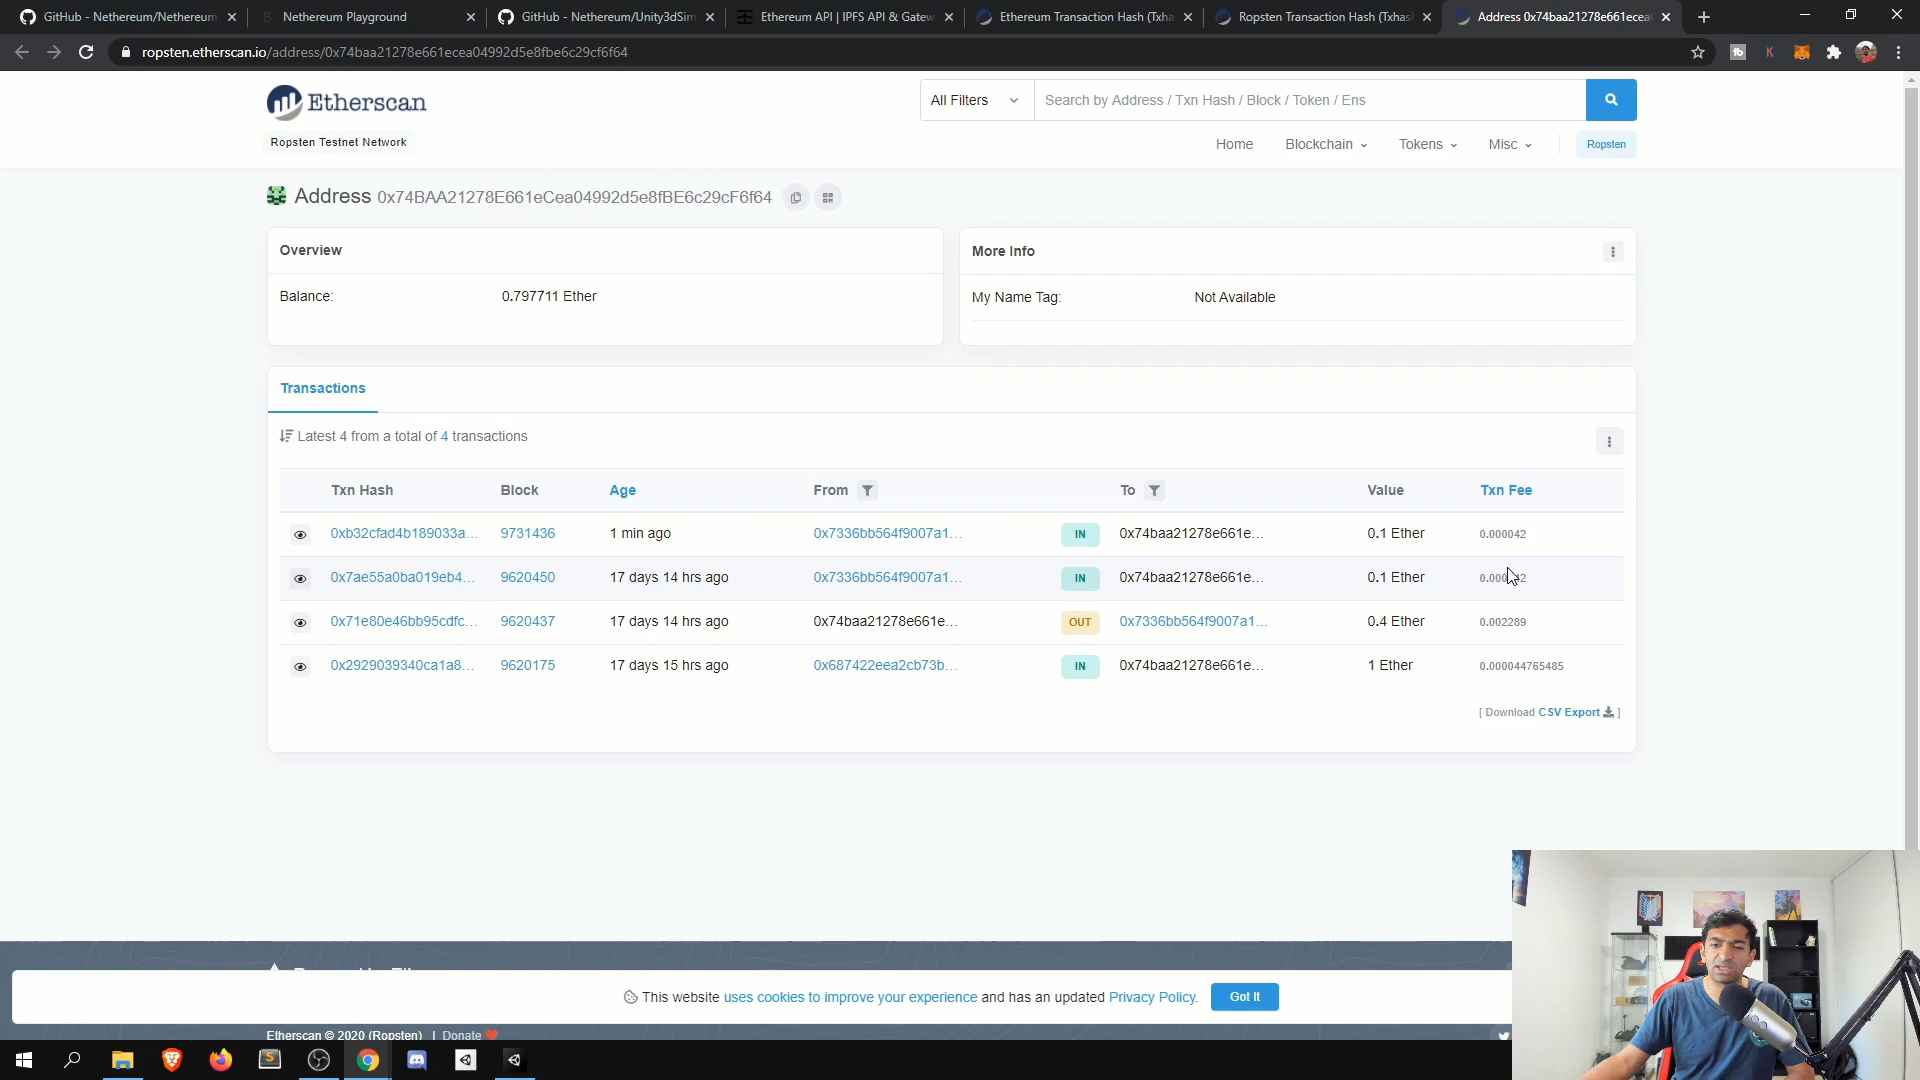 GitHub - Nethereum/Nethereum
Nethereum Playground
GitHub - Nethereum/Unity3dSim
Ethereum API | IPFS API & Gatew
Ethereum Transaction Hash (Txha
Ropsten Transaction Hash (Txhas
Address 0x74baa21278e661ecea
ropsten.etherscan.io/address/0x74baa21278e661ecea04992d5e8fbe6c29cf6f64
Etherscan
Ropsten Testnet Network
All Filters
Search by Address / Txn Hash / Block / Token / Ens
Home
Blockchain
Tokens
Misc
Ropsten
Address 0x74BAA21278E661eCea04992d5e8fBE6c29cF6f64
Overview
Balance:
0.797711 Ether
More Info
My Name Tag:
Not Available
Transactions
Latest 4 from a total of 4 transactions
Txn Hash Block Age From To Value Txn Fee
0xb32cfad4b189033a... 9731436 1 min ago 0x7336bb564f9007a1... IN 0x74baa21278e661e... 0.1 Ether 0.000042
0x7ae55a0ba019eb4... 9620450 17 days 14 hrs ago 0x7336bb564f9007a1... IN 0x74baa21278e661e... 0.1 Ether
0x71e80e46bb95cdfc... 9620437 17 days 14 hrs ago 0x74baa21278e661e... OUT 0x7336bb564f9007a1... 0.4 Ether 0.002289
0x2929039340ca1a8... 9620175 17 days 15 hrs ago 0x687422eea2cb73b... IN 0x74baa21278e661e... 1 Ether 0.000044765485
[ Download CSV Export ]
This website uses cookies to improve your experience and has an updated Privacy Policy.
Got It
Etherscan © 2020 (Ropsten) | Donate